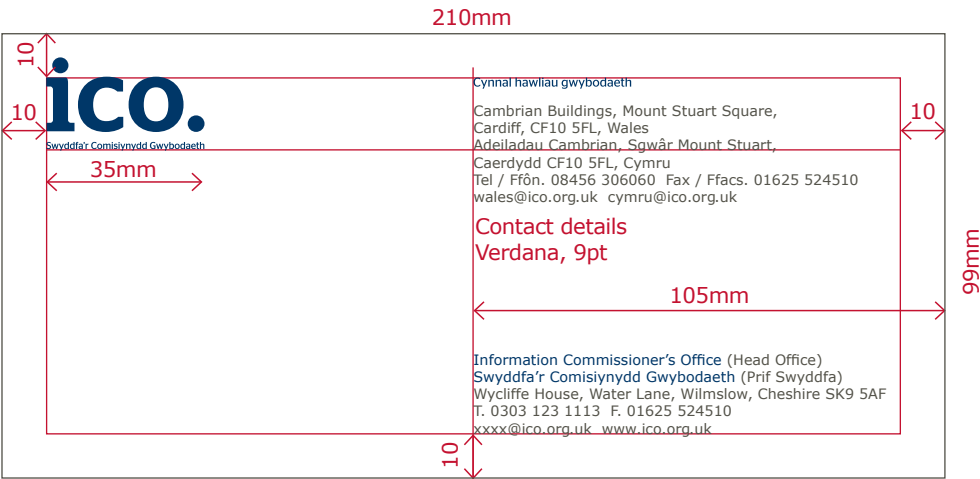 210mm
10
ico.
Swyddfa'r Comisiynydd Gwybodaeth
10
35mm
Cynnal hawliau gwybodaeth
Cambrian Buildings, Mount Stuart Square,
Cardiff, CF10 5FL, Wales
Adeiladau Cambrian, Sgwâr Mount Stuart,
Caerdydd CF10 5FL, Cymru
Tel / Ffôn. 08456 306060 Fax / Ffacs. 01625 524510
wales@ico.org.uk cymru@ico.org.uk
10
Contact details
Verdana, 9pt
99mm
105mm
Information Commissioner's Office (Head Office)
Swyddfa'r Comisiynydd Gwybodaeth (Prif Swyddfa)
Wycliffe House, Water Lane, Wilmslow, Cheshire SK9 5AF
T. 0303 123 1113 F. 01625 524510
xxxx@ico.org.uk www.ico.org.uk
10